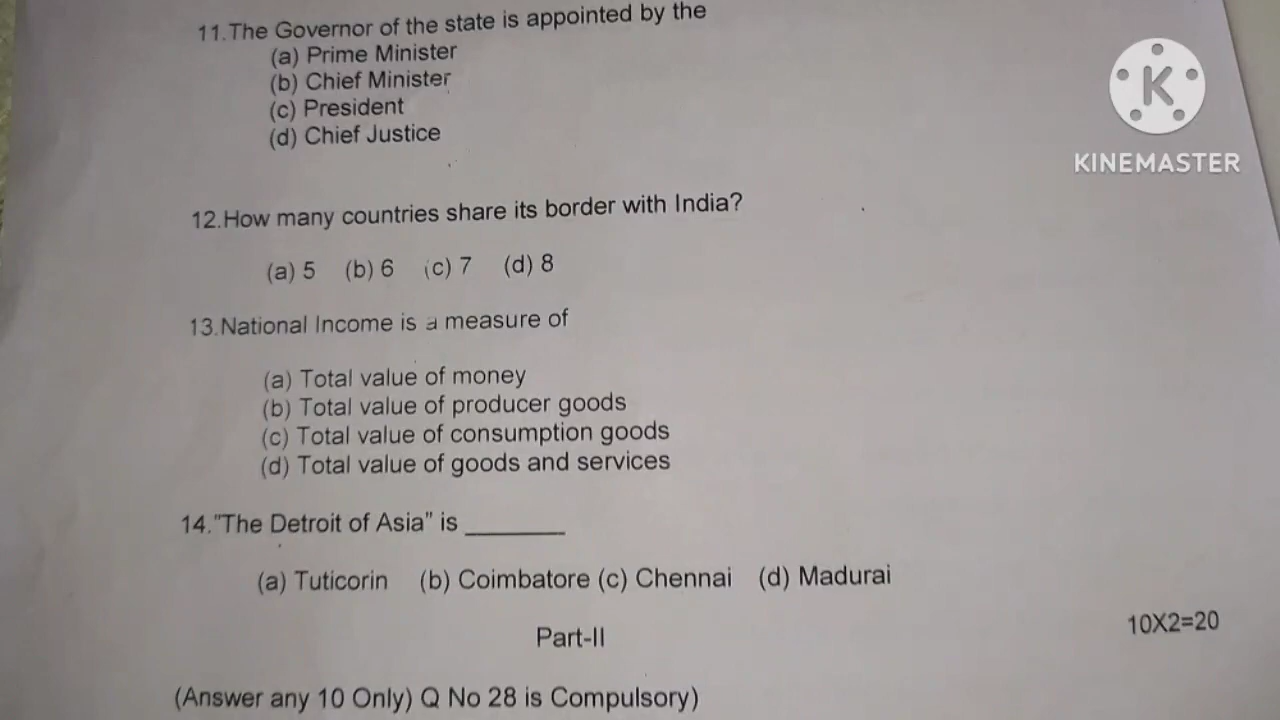 11.The Governor of the state is appointed by the
(a) Prime Minister
(b) Chief Minister
(c) President
(d) Chief Justice
K
KINEMASTER
12.How many countries share its border with India?
(a) 5 (b) 6 (c) 7 (d) 8
13.National Income is a measure of
(a) Total value of money
(b) Total value of producer goods
(c) Total value of consumption goods
(d) Total value of goods and services
14."The Detroit of Asia" is ________
(a) Tuticorin (b) Coimbatore (c) Chennai (d) Madurai
Part-II
10X2=20
(Answer any 10 Only) Q No 28 is Compulsory)